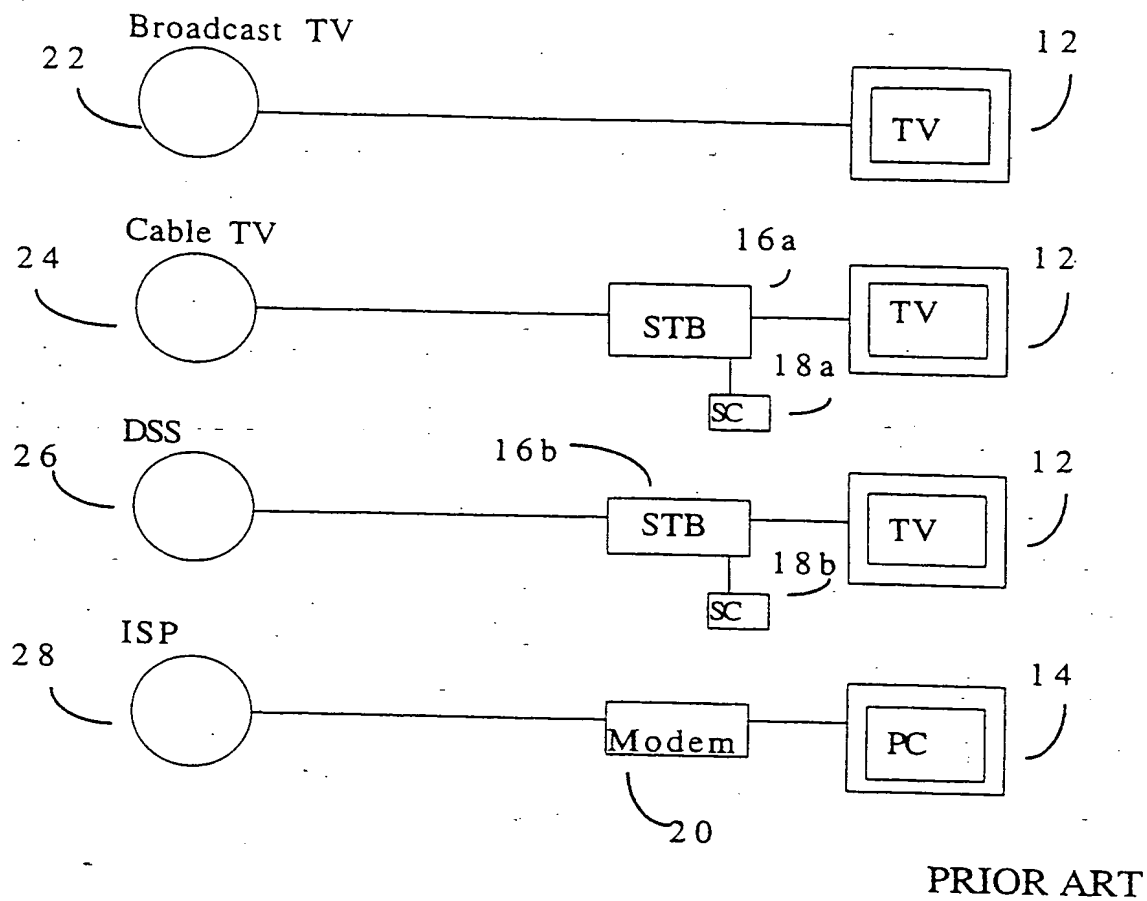 Broadcast TV
22
12
TV
Cable TV
24
16a
12
STB
TV
18a
SC
DSS
26
16b
12
STB
TV
18b
SC
ISP
28
14
Modem
PC
20
PRIOR ART